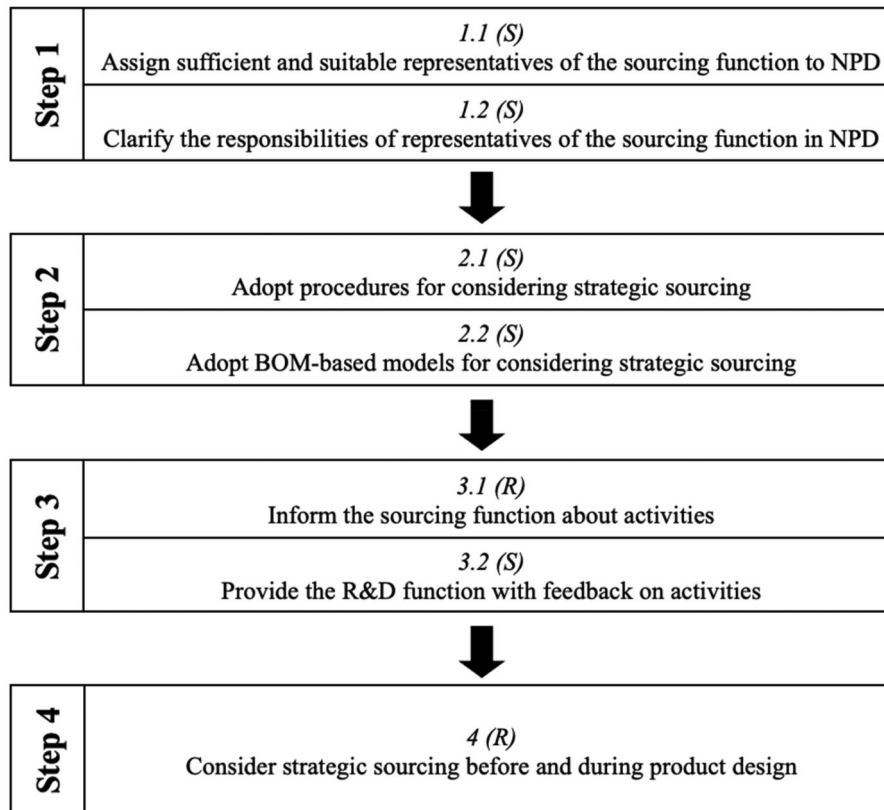 Step 1
1.1 (S)
Assign sufficient and suitable representatives of the sourcing function to NPD
1.2 (S)
Clarify the responsibilities of representatives of the sourcing function in NPD
Step 2
2.1 (S)
Adopt procedures for considering strategic sourcing
2.2 (S)
Adopt BOM-based models for considering strategic sourcing
Step 3
3.1 (R)
Inform the sourcing function about activities
3.2 (S)
Provide the R&D function with feedback on activities
Step 4
4 (R)
Consider strategic sourcing before and during product design